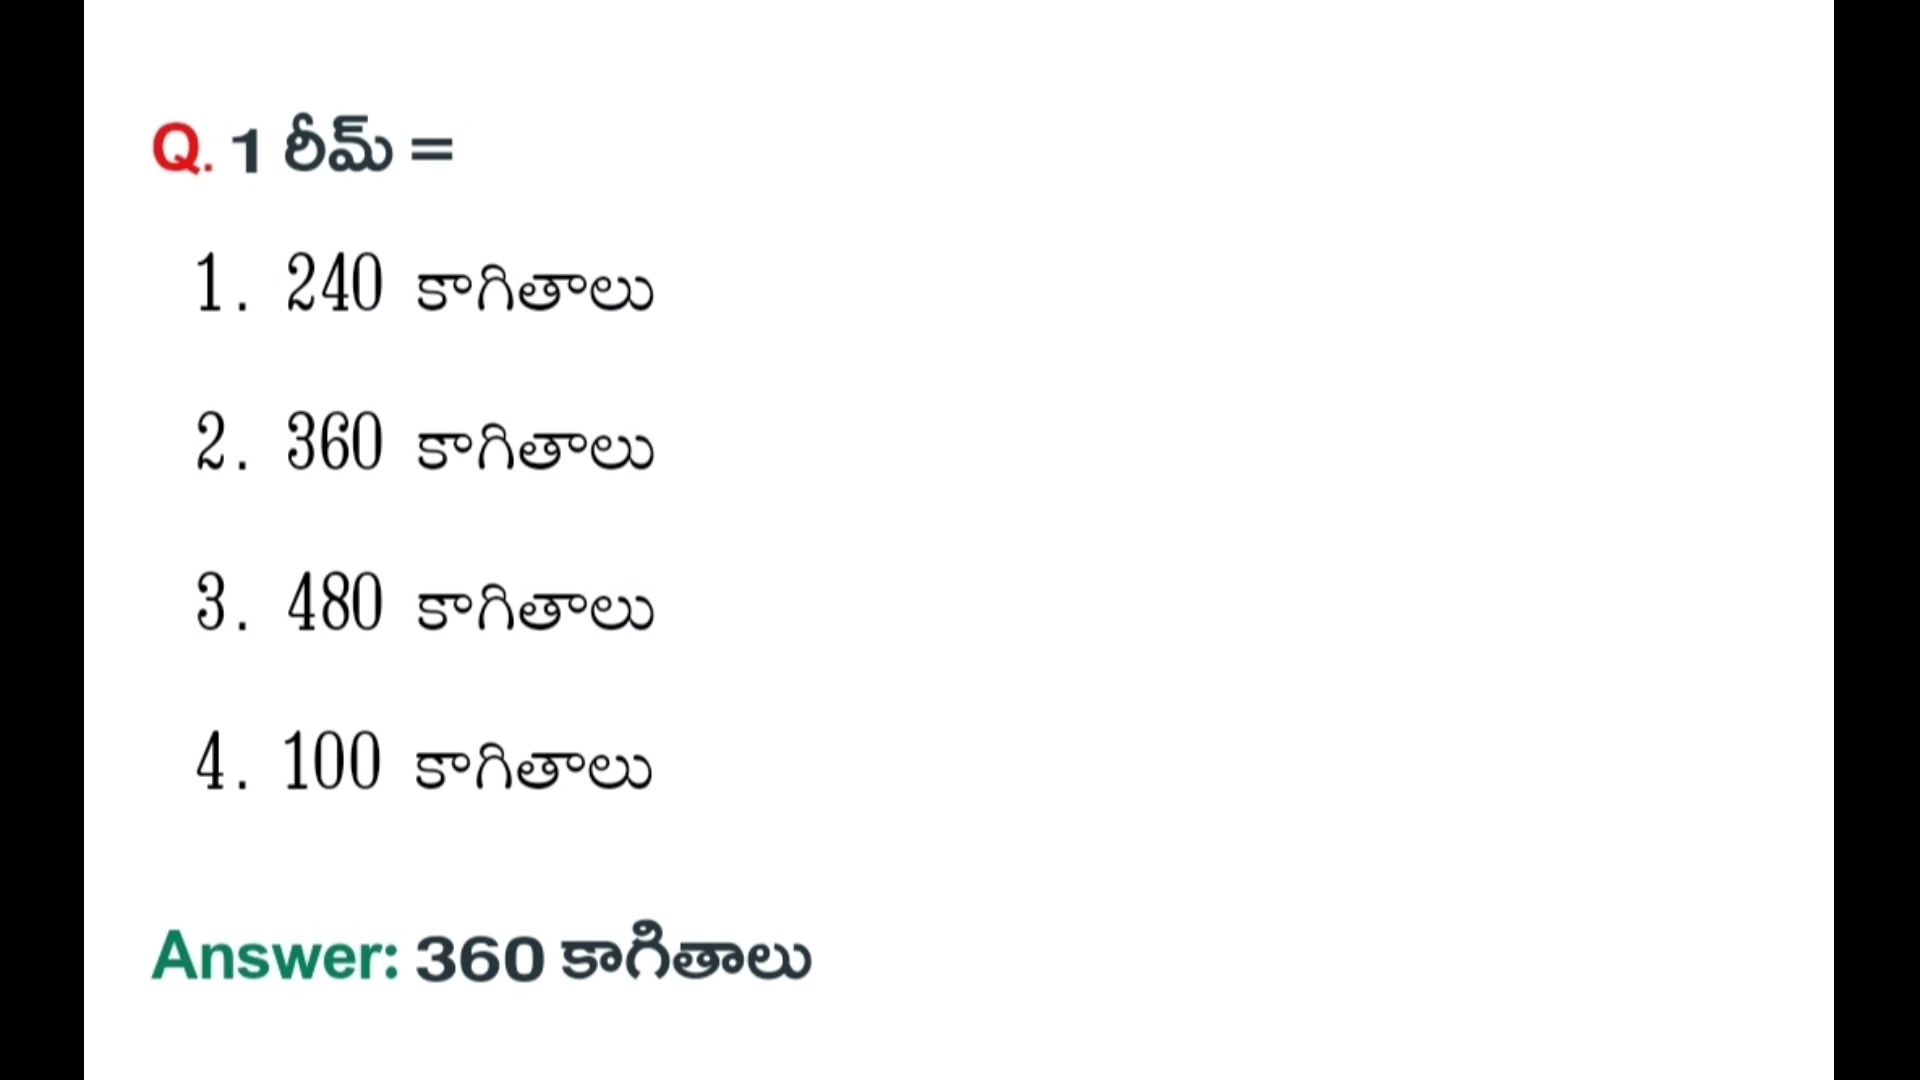 Q. 1 రీమ్ =
1. 240 కాగితాలు
2. 360 కాగితాలు
3. 480 కాగితాలు
4. 100 కాగితాలు
Answer: 360 కాగితాలు